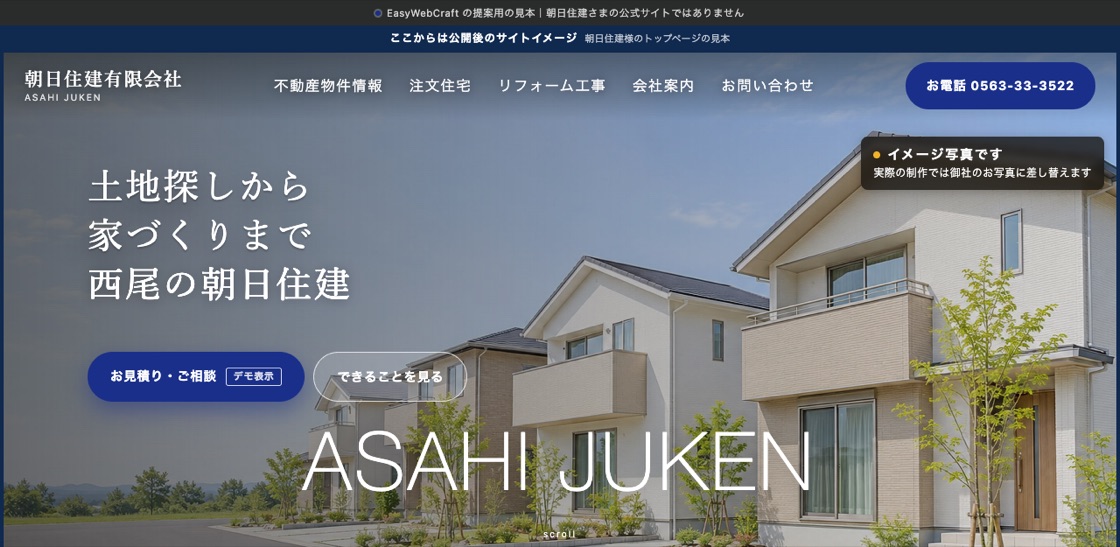 EasyWebCraft の提案用の見本｜朝日住建さまの公式サイトではありません
ここからは公開後のサイトイメージ 朝日住建様のトップページの見本
朝日住建有限会社
ASAHI JUKEN
不動産物件情報 注文住宅 リフォーム工事 会社案内 お問い合わせ
お電話 0563-33-3522
イメージ写真です
実際の制作では御社のお写真に差し替えます
土地探しから
家づくりまで
西尾の朝日住建
お見積り・ご相談 デモ表示
できることを見る
ASAHI JUKEN
scroll